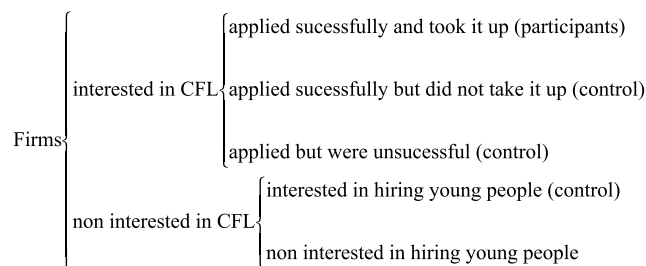 applied sucessfully and took it up (participants)
interested in CFL
applied sucessfully but did not take it up (control)
Firms
applied but were unsucessful (control)
interested in hiring young people (control)
non interested in CFL
non interested in hiring young people